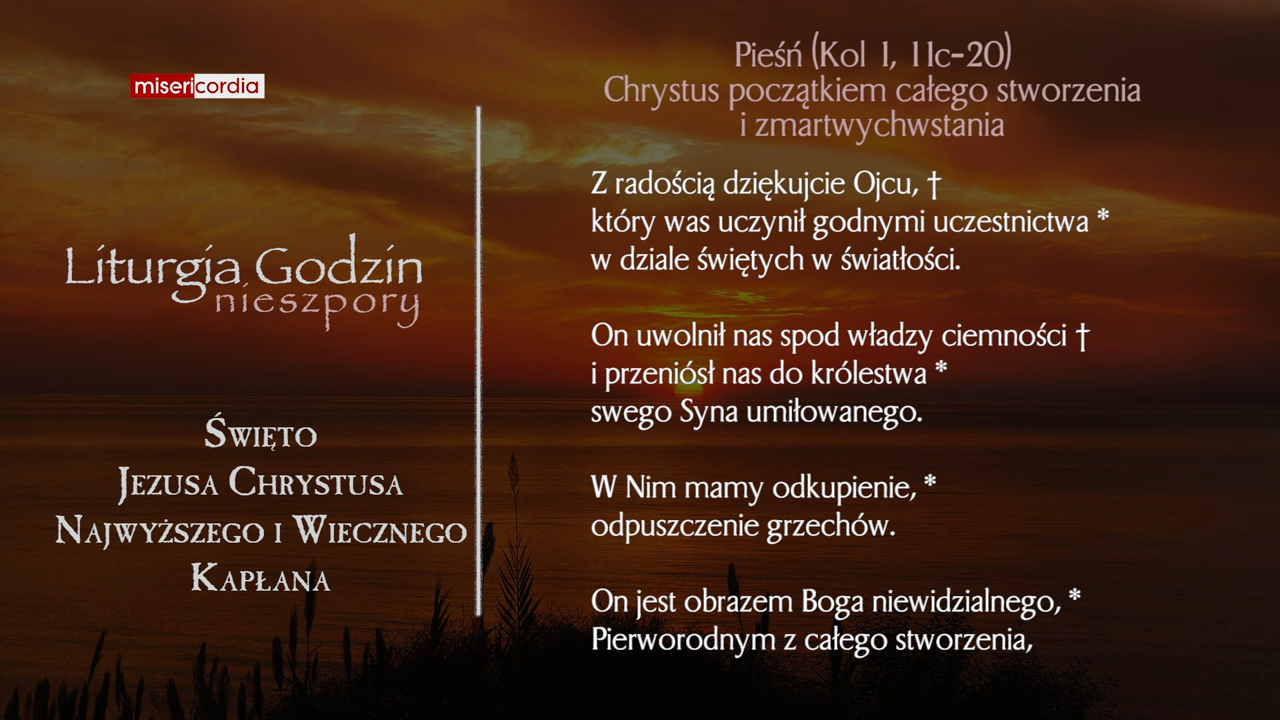 misericordia
Liturgia Godzin
nieszpory
Święto
Jezusa Chrystusa
Najwyższego i Wiecznego
Kapłana
Pieśń (Kol 1, 11c-20)
Chrystus początkiem całego stworzenia
i zmartwychwstania
Z radością dziękujcie Ojcu, †
który was uczynił godnymi uczestnictwa *
w dziale świętych w światłości.
On uwolnił nas spod władzy ciemności †
i przeniósł nas do królestwa *
swego Syna umiłowanego.
W Nim mamy odkupienie, *
odpuszczenie grzechów.
On jest obrazem Boga niewidzialnego, *
Pierworodnym z całego stworzenia,